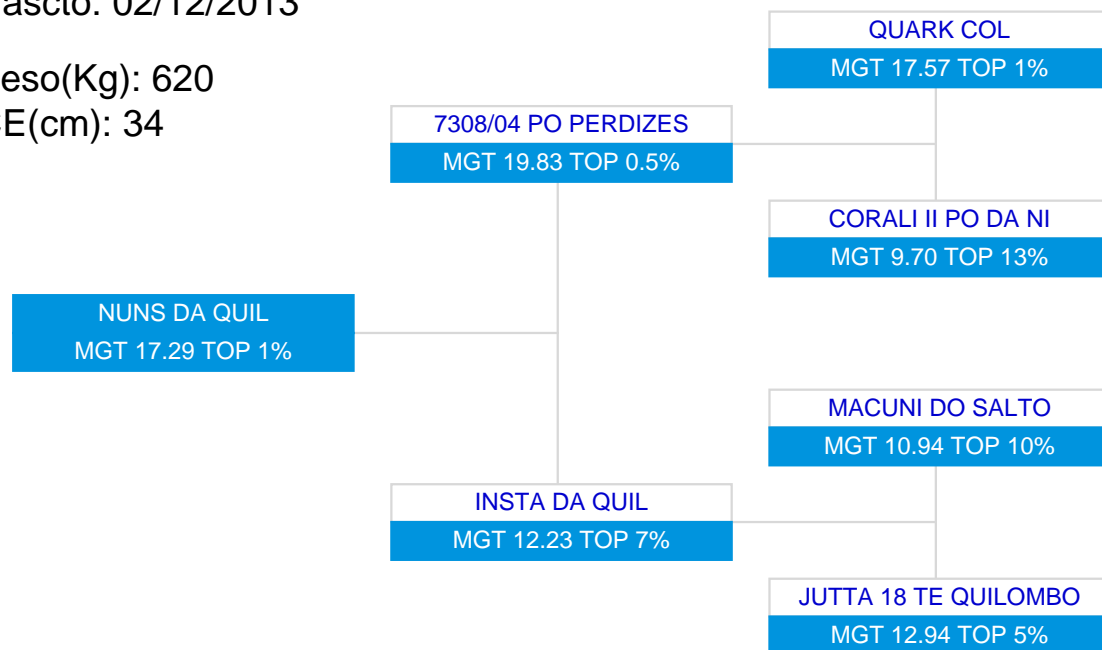 ascto: 02/12/2013
eso(Kg): 620
E(cm): 34
QUARK COL
MGT 17.57 TOP 1%
7308/04 PO PERDIZES
MGT 19.83 TOP 0.5%
CORALI II PO DA NI
MGT 9.70 TOP 13%
NUNS DA QUIL
MGT 17.29 TOP 1%
MACUNI DO SALTO
MGT 10.94 TOP 10%
INSTA DA QUIL
MGT 12.23 TOP 7%
JUTTA 18 TE QUILOMBO
MGT 12.94 TOP 5%